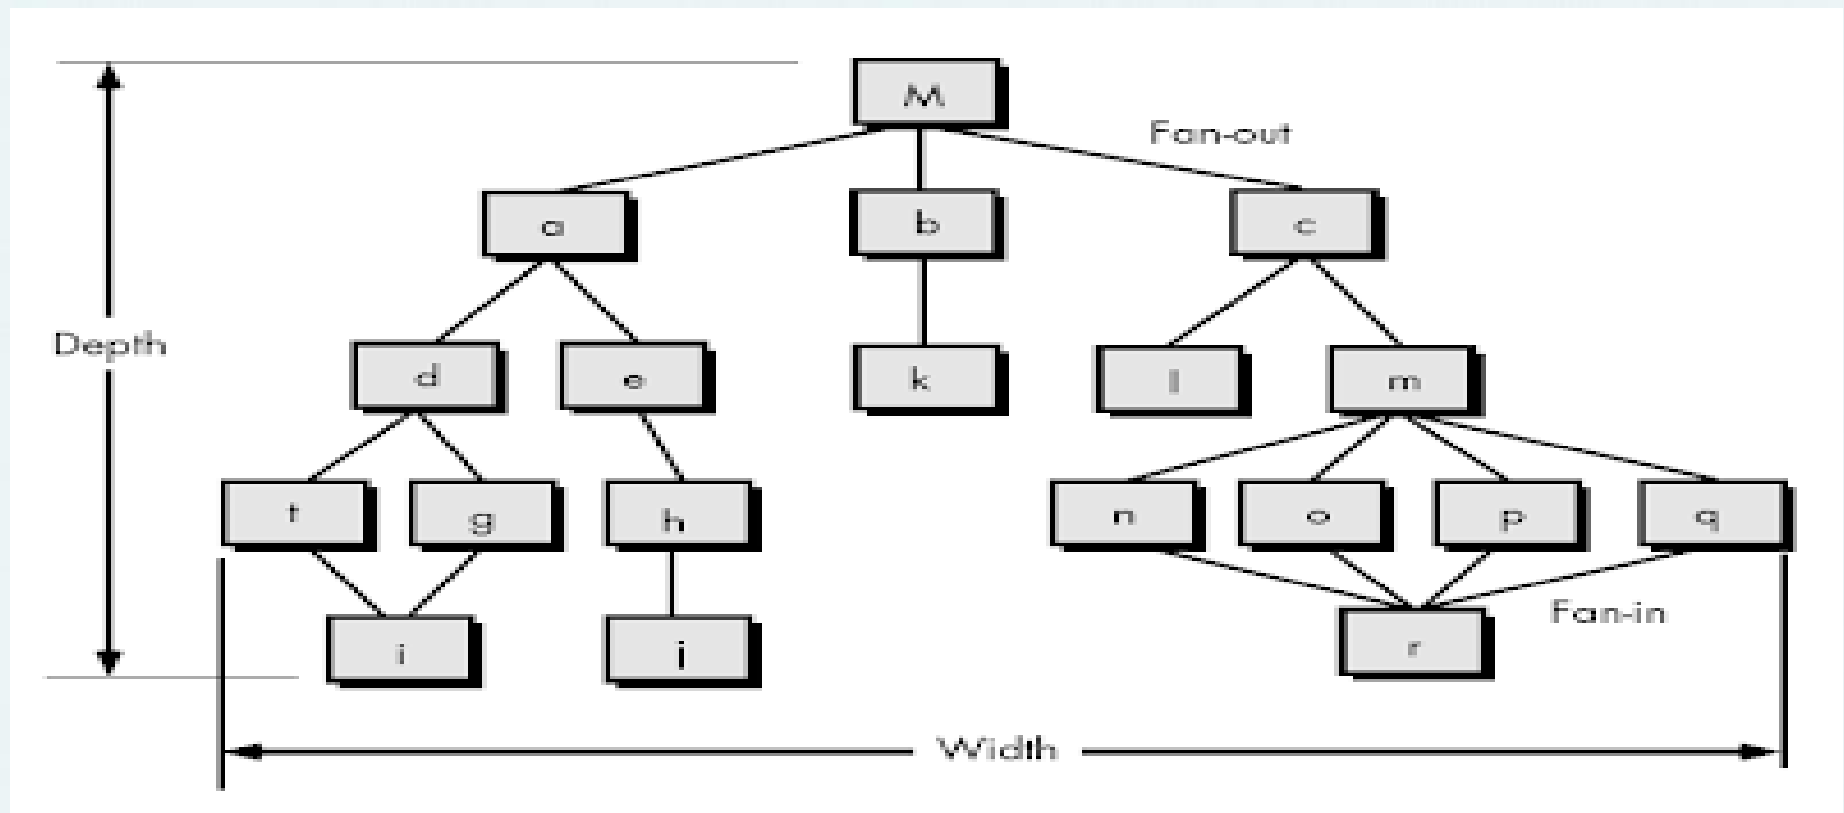 M
Fan-out
a b c
Depth
d e k l m
f g h n o p q
Fan-in
i i r
Width